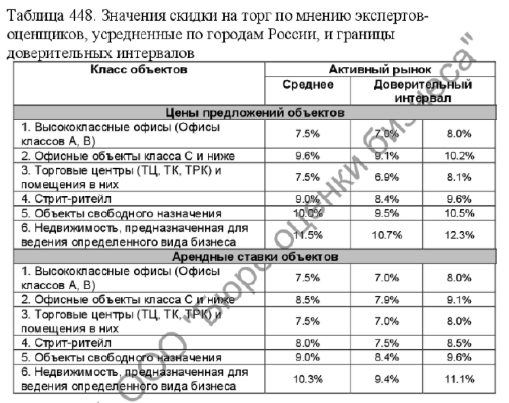 Таблица 448. Значения скидки на торг по мнению экспертов-
оценщиков, усредненные по городам России, и границы
доверительных интервалов
Класс объектов Активный рынок
Среднее Доверительный
интервал
Цены предложений объектов
1. Высококлассные офисы (Офисы
классов А, В) 7.5% 7.0% 8.0%
2. Офисные объекты класса С и ниже 9.6% 9.1% 10.2%
3. Торговые центры (ТЦ, ТК, ТРК) и
помещения в них 7.5% 6.9% 8.1%
4. Стрит-ритейл 9.0% 8.4% 9.6%
5. Объекты свободного назначения 10.0% 9.5% 10.5%
6. Недвижимость, предназначенная для
ведения определенного вида бизнеса 11.5% 10.7% 12.3%
Арендные ставки объектов
1. Высококлассные офисы (Офисы
классов А, В) 7.5% 7.0% 8.0%
2. Офисные объекты класса С и ниже 8.5% 7.9% 9.1%
3. Торговые центры (ТЦ, ТК, ТРК) и
помещения в них 7.5% 7.0% 8.0%
4. Стрит-ритейл 8.0% 7.5% 8.5%
5. Объекты свободного назначения 9.0% 8.4% 9.6%
6. Недвижимость, предназначенная для
ведения определенного вида бизнеса 10.3% 9.4% 11.1%
ООО "Бюро оценки бизнеса"